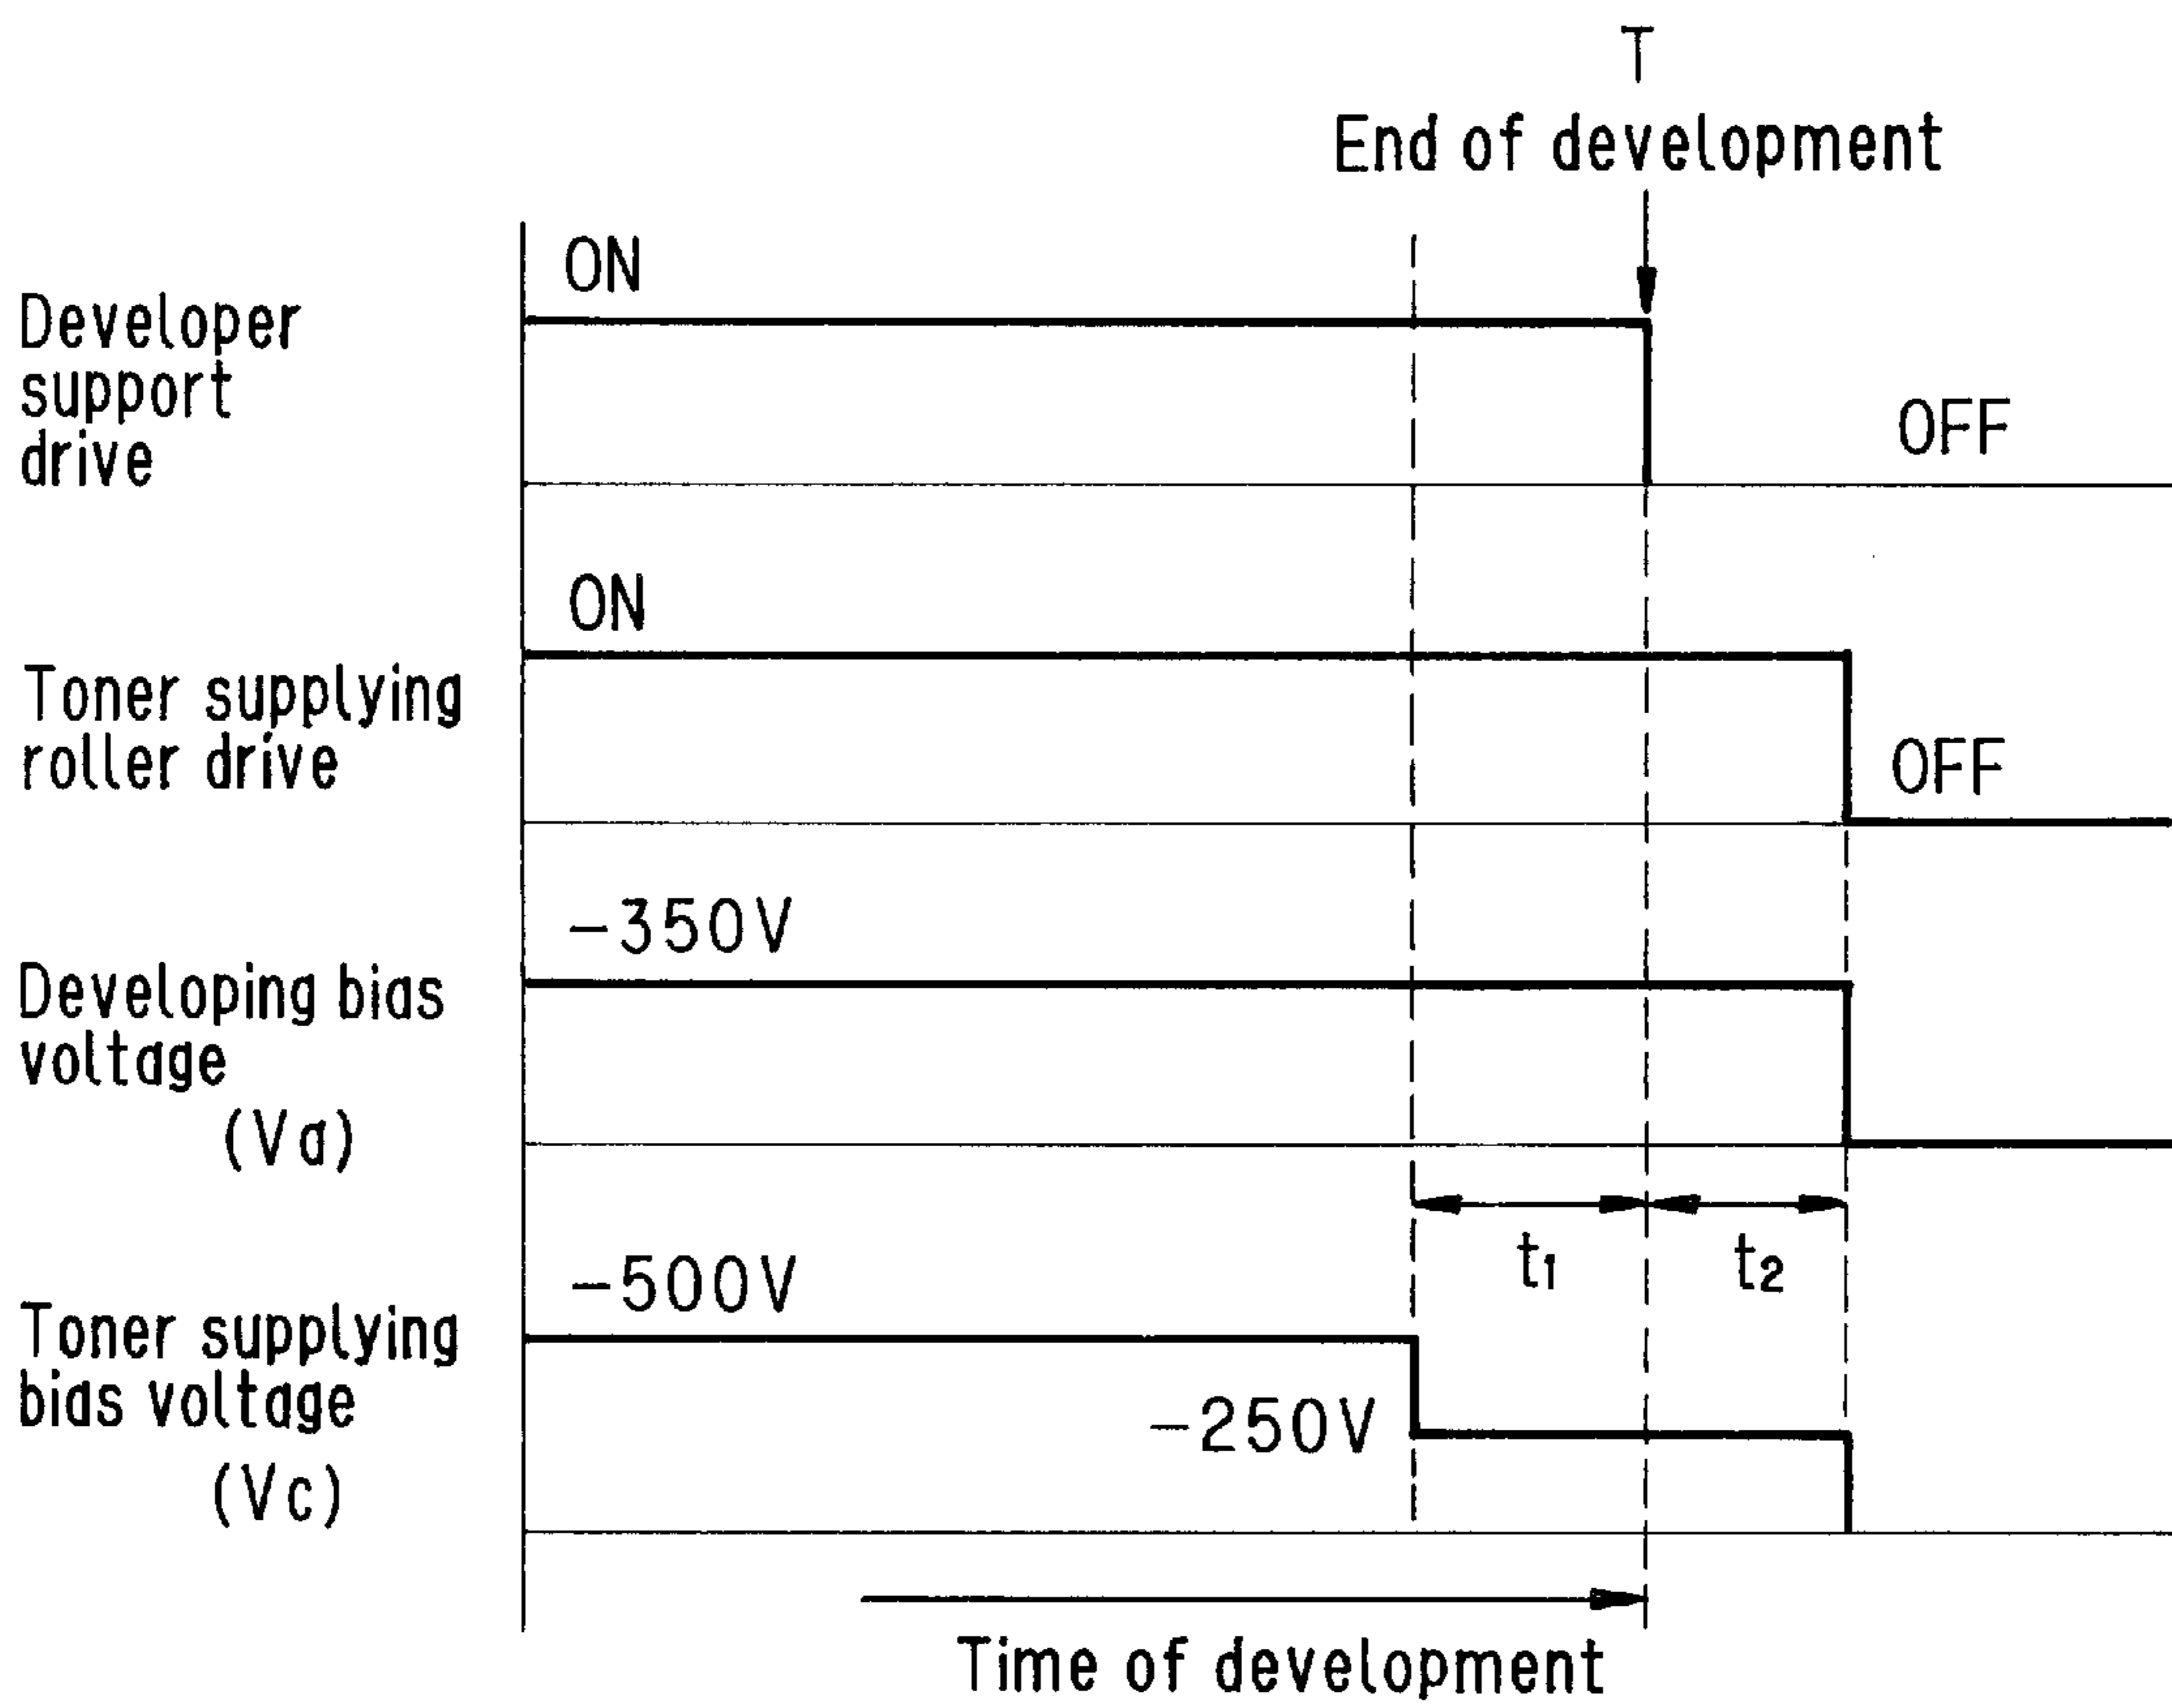 T
End of development
ON
Developer
support
drive
OFF
ON
Toner supplying
roller drive
OFF
-350V
Developing bias
voltage
(Va)
t1
t2
-500V
Toner supplying
bias voltage
-250V
(Vc)
Time of development